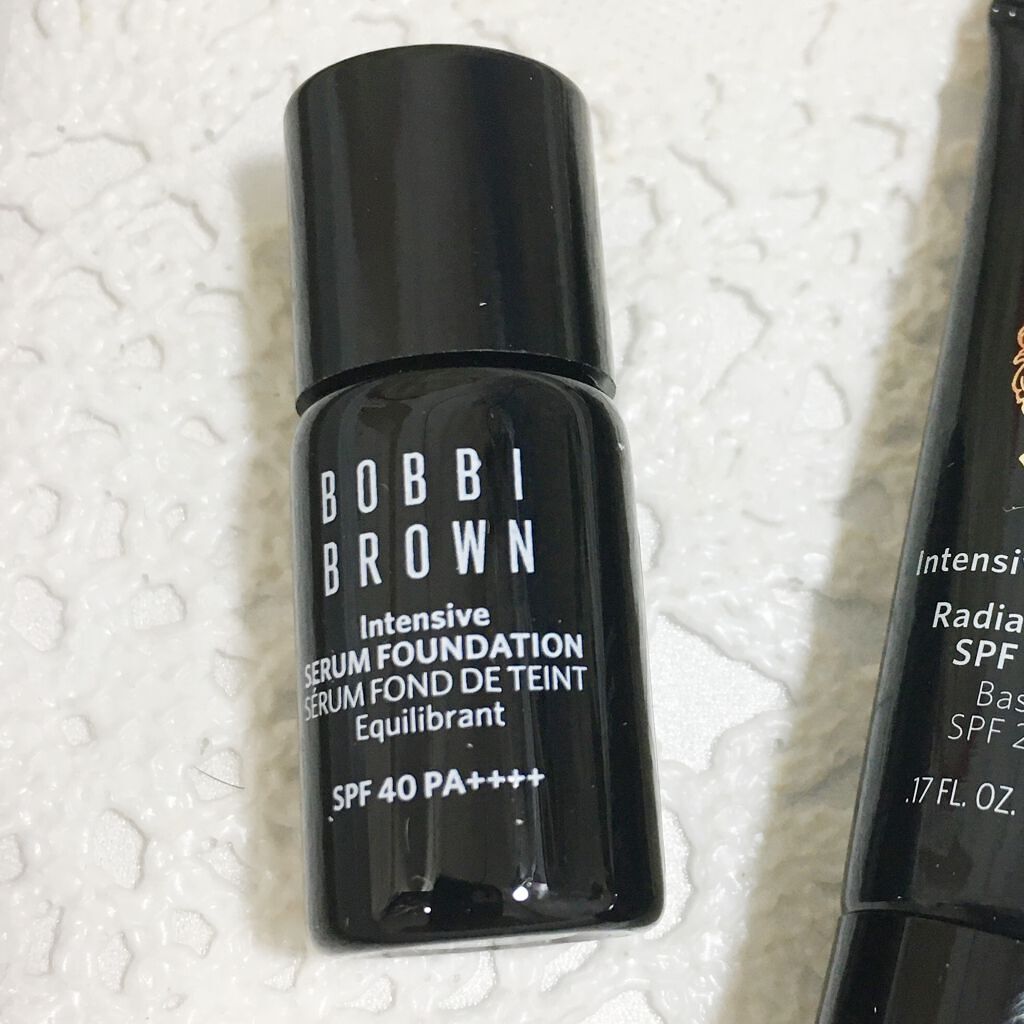 BOBBI
BROWN
Intensive
SERUM FOUNDATION
SÉRUM FOND DE TEINT
Equilibrant
SPF 40 PA++++
Intensi
Radia
SPF
Bas
SPF 2
.17 FL. OZ.